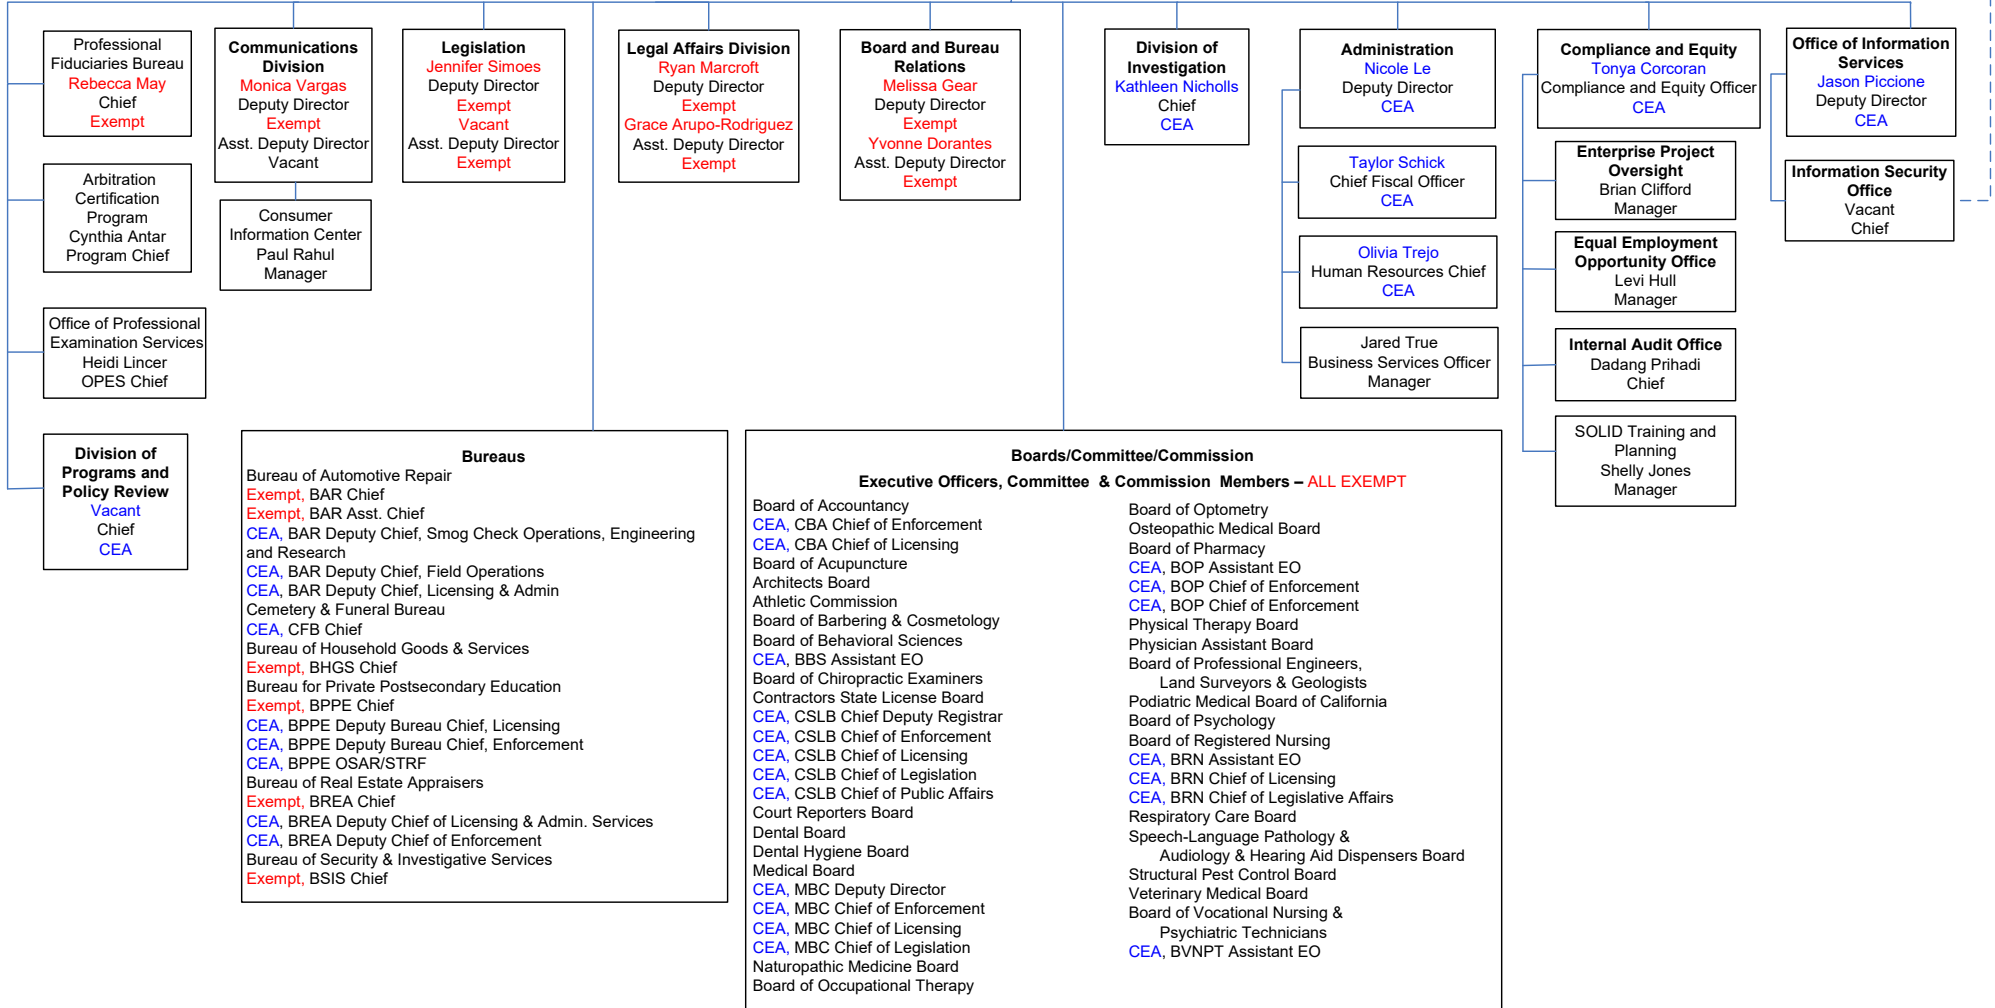 Professional
Fiduciaries Bureau
Rebecca May
Chief
Exempt
Arbitration
Certification
Program
Cynthia Antar
Program Chief
Office of Professional
Examination Services
Heidi Lincer
OPES Chief
Division of
Programs and
Policy Review
Vacant
Chief
CEA
Communications
Division
Monica Vargas
Deputy Director
Exempt
Asst. Deputy Director
Vacant
Consumer
Information Center
Paul Rahul
Manager
Legislation
Jennifer Simoes
Deputy Director
Exempt
Vacant
Asst. Deputy Director
Exempt
Legal Affairs Division
Ryan Marcroft
Deputy Director
Exempt
Grace Arupo-Rodriguez
Asst. Deputy Director
Exempt
Board and Bureau
Relations
Melissa Gear
Deputy Director
Exempt
Yvonne Dorantes
Asst. Deputy Director
Exempt
Division of
Investigation
Kathleen Nicholls
Chief
CEA
Administration
Nicole Le
Deputy Director
CEA
Taylor Schick
Chief Fiscal Officer
CEA
Olivia Trejo
Human Resources Chief
CEA
Jared True
Business Services Officer
Manager
Compliance and Equity
Tonya Corcoran
Compliance and Equity Officer
CEA
Enterprise Project
Oversight
Brian Clifford
Manager
Equal Employment
Opportunity Office
Levi Hull
Manager
Internal Audit Office
Dadang Prihadi
Chief
SOLID Training and
Planning
Shelly Jones
Manager
Office of Information
Services
Jason Piccione
Deputy Director
CEA
Information Security
Office
Vacant
Chief
Bureaus
Bureau of Automotive Repair
Exempt, BAR Chief
Exempt, BAR Asst. Chief
CEA, BAR Deputy Chief, Smog Check Operations, Engineering
and Research
CEA, BAR Deputy Chief, Field Operations
CEA, BAR Deputy Chief, Licensing & Admin
Cemetery & Funeral Bureau
CEA, CFB Chief
Bureau of Household Goods & Services
Exempt, BHGS Chief
Bureau for Private Postsecondary Education
Exempt, BPPE Chief
CEA, BPPE Deputy Bureau Chief, Licensing
CEA, BPPE Deputy Bureau Chief, Enforcement
CEA, BPPE OSAR/STRF
Bureau of Real Estate Appraisers
Exempt, BREA Chief
CEA, BREA Deputy Chief of Licensing & Admin. Services
CEA, BREA Deputy Chief of Enforcement
Bureau of Security & Investigative Services
Exempt, BSIS Chief
Boards/Committee/Commission
Executive Officers, Committee & Commission Members – ALL EXEMPT
Board of Accountancy
CEA, CBA Chief of Enforcement
CEA, CBA Chief of Licensing
Board of Acupuncture
Architects Board
Athletic Commission
Board of Barbering & Cosmetology
Board of Behavioral Sciences
CEA, BBS Assistant EO
Board of Chiropractic Examiners
Contractors State License Board
CEA, CSLB Chief Deputy Registrar
CEA, CSLB Chief of Enforcement
CEA, CSLB Chief of Licensing
CEA, CSLB Chief of Legislation
CEA, CSLB Chief of Public Affairs
Court Reporters Board
Dental Board
Dental Hygiene Board
Medical Board
CEA, MBC Deputy Director
CEA, MBC Chief of Enforcement
CEA, MBC Chief of Licensing
CEA, MBC Chief of Legislation
Naturopathic Medicine Board
Board of Occupational Therapy
Board of Optometry
Osteopathic Medical Board
Board of Pharmacy
CEA, BOP Assistant EO
CEA, BOP Chief of Enforcement
CEA, BOP Chief of Enforcement
Physical Therapy Board
Physician Assistant Board
Board of Professional Engineers,
Land Surveyors & Geologists
Podiatric Medical Board of California
Board of Psychology
Board of Registered Nursing
CEA, BRN Assistant EO
CEA, BRN Chief of Licensing
CEA, BRN Chief of Legislative Affairs
Respiratory Care Board
Speech-Language Pathology &
Audiology & Hearing Aid Dispensers Board
Structural Pest Control Board
Veterinary Medical Board
Board of Vocational Nursing &
Psychiatric Technicians
CEA, BVNPT Assistant EO